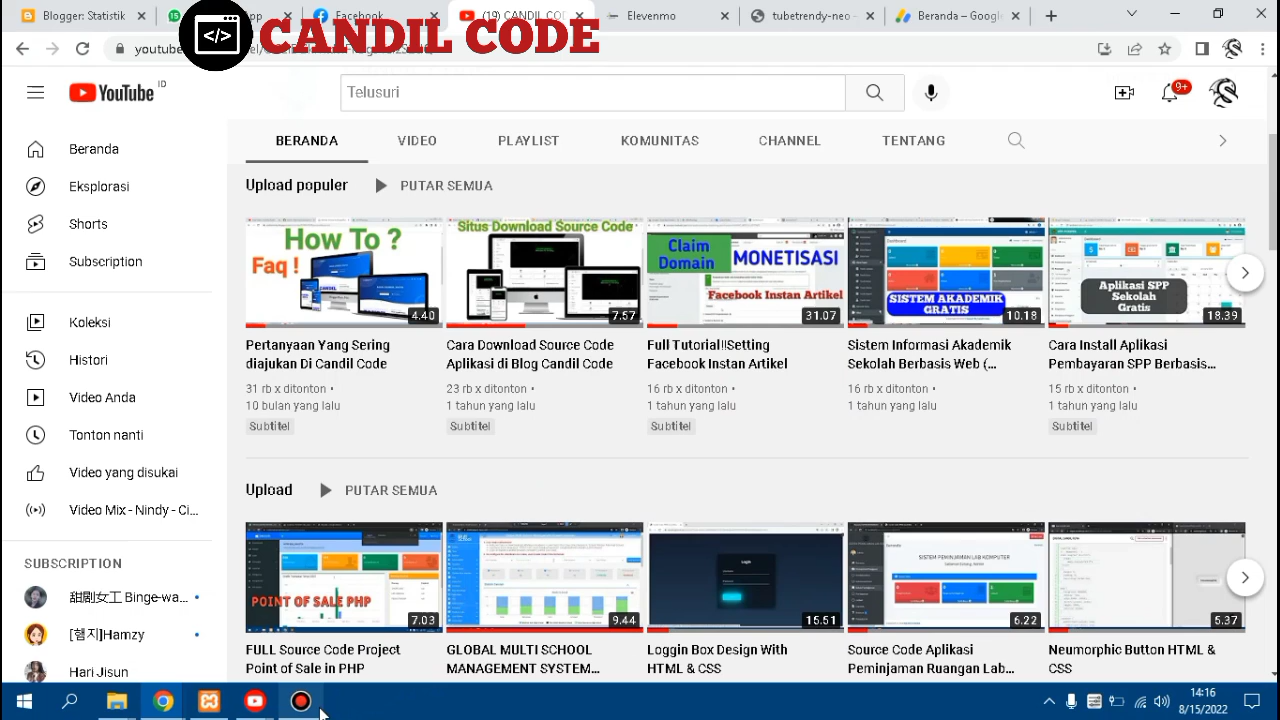 Blogger: Statistik
Facebook
(19) CANDIL COD
Elevenmo
tubetrendy-neo -
Beranda – Googl
</> CANDIL CODE
youtube
YouTube ID
Telusuri
9+
BERANDA VIDEO PLAYLIST KOMUNITAS CHANNEL TENTANG
Beranda
Eksplorasi
Shorts
Subscription
Koleksi
Histori
Video Anda
Tonton nanti
Video yang disukai
Video Mix - Nindy - Ci...
SUBSCRIPTION
[쉘지]Hamzy
Hari Jisun
Upload populer PUTAR SEMUA
How To ?
Faq !
4.40
Situs Download Source Code
7.57
Claim
Domain
MONETISASI
Facebook Instan Artikel
31.07
SISTEM AKADEMIK
GRATIS
10.18
Aplikasi SPP
Sekolah
Gratis
18.39
Pertanyaan Yang Sering
diajukan Di Candil Code
31 rb x ditonton •
10 bulan yang lalu
Subtitel
Cara Download Source Code
Aplikasi di Blog Candil Code
23 rb x ditonton •
1 tahun yang lalu
Subtitel
Full Tutorial!!Setting
Facebook Instan Artikel
16 rb x ditonton •
1 tahun yang lalu
Subtitel
Sistem Informasi Akademik
Sekolah Berbasis Web (...
16 rb x ditonton •
1 tahun yang lalu
Cara Install Aplikasi
Pembayaran SPP Berbasis...
15 rb x ditonton •
1 tahun yang lalu
Subtitel
Upload PUTAR SEMUA
POINT OF SALE PHP
7.03
9.44
Login
15.51
SISTEM PEMINJAMAN LAB KOMPUTER
6.22
5.37
FULL Source Code Project
Point of Sale in PHP
GLOBAL MULTI SCHOOL
MANAGEMENT SYSTEM...
Loggin Box Design With
HTML & CSS
Source Code Aplikasi
Peminjaman Ruangan Lab...
Neumorphic Button HTML &
CSS
14:16
8/15/2022